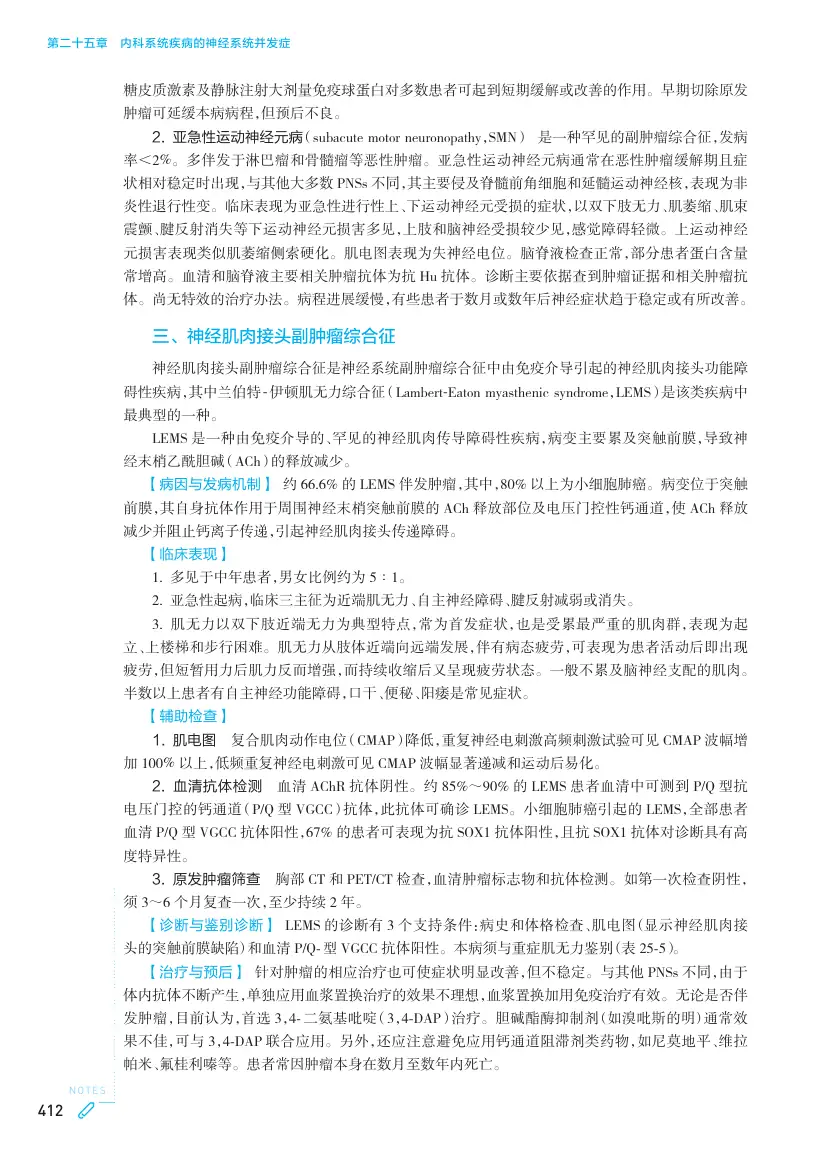 第二十五章　内科系统疾病的神经系统并发症
糖皮质激素及静脉注射大剂量免疫球蛋白对多数患者可起到短期缓解或改善的作用。早期切除原发
肿瘤可延缓本病病程,但预后不良。
2. 亚急性运动神经元病(subacute motor neuronopathy,SMN)　是一种罕见的副肿瘤综合征,发病
率<2%。多伴发于淋巴瘤和骨髓瘤等恶性肿瘤。亚急性运动神经元病通常在恶性肿瘤缓解期且症
状相对稳定时出现,与其他大多数 PNSs 不同,其主要侵及脊髓前角细胞和延髓运动神经核,表现为非
炎性退行性变。临床表现为亚急性进行性上、下运动神经元受损的症状,以双下肢无力、肌萎缩、肌束
震颤、腱反射消失等下运动神经元损害多见,上肢和脑神经受损较少见,感觉障碍轻微。上运动神经
元损害表现类似肌萎缩侧索硬化。肌电图表现为失神经电位。脑脊液检查正常,部分患者蛋白含量
常增高。血清和脑脊液主要相关肿瘤抗体为抗 Hu 抗体。诊断主要依据查到肿瘤证据和相关肿瘤抗
体。尚无特效的治疗办法。病程进展缓慢,有些患者于数月或数年后神经症状趋于稳定或有所改善。
三、神经肌肉接头副肿瘤综合征
神经肌肉接头副肿瘤综合征是神经系统副肿瘤综合征中由免疫介导引起的神经肌肉接头功能障
碍性疾病,其中兰伯特-伊顿肌无力综合征(Lambert-Eaton myasthenic syndrome,LEMS)是该类疾病中
最典型的一种。
LEMS 是一种由免疫介导的、罕见的神经肌肉传导障碍性疾病,病变主要累及突触前膜,导致神
经末梢乙酰胆碱(ACh)的释放减少。
【病因与发病机制】 约 66.6% 的 LEMS 伴发肿瘤,其中,80% 以上为小细胞肺癌。病变位于突触
前膜,其自身抗体作用于周围神经末梢突触前膜的 ACh 释放部位及电压门控性钙通道,使 ACh 释放
减少并阻止钙离子传递,引起神经肌肉接头传递障碍。
【临床表现】
1. 多见于中年患者,男女比例约为 5∶1。
2. 亚急性起病,临床三主征为近端肌无力、自主神经障碍、腱反射减弱或消失。
3. 肌无力以双下肢近端无力为典型特点,常为首发症状,也是受累最严重的肌肉群,表现为起
立、上楼梯和步行困难。肌无力从肢体近端向远端发展,伴有病态疲劳,可表现为患者活动后即出现
疲劳,但短暂用力后肌力反而增强,而持续收缩后又呈现疲劳状态。一般不累及脑神经支配的肌肉。
半数以上患者有自主神经功能障碍,口干、便秘、阳痿是常见症状。
【辅助检查】
1. 肌电图　复合肌肉动作电位(CMAP)降低,重复神经电刺激高频刺激试验可见 CMAP 波幅增
加 100% 以上,低频重复神经电刺激可见 CMAP 波幅显著递减和运动后易化。
2. 血清抗体检测　血清 AChR 抗体阴性。约 85%～90% 的 LEMS 患者血清中可测到 P/Q 型抗
电压门控的钙通道(P/Q 型 VGCC)抗体,此抗体可确诊 LEMS。小细胞肺癌引起的 LEMS,全部患者
血清 P/Q 型 VGCC 抗体阳性,67% 的患者可表现为抗 SOX1 抗体阳性,且抗 SOX1 抗体对诊断具有高
度特异性。
3. 原发肿瘤筛查　胸部 CT 和 PET/CT 检查,血清肿瘤标志物和抗体检测。如第一次检查阴性,
须 3～6 个月复查一次,至少持续 2 年。
【诊断与鉴别诊断】 LEMS 的诊断有 3 个支持条件:病史和体格检查、肌电图(显示神经肌肉接
头的突触前膜缺陷)和血清 P/Q-型 VGCC 抗体阳性。本病须与重症肌无力鉴别(表 25-5)。
【治疗与预后】 针对肿瘤的相应治疗也可使症状明显改善,但不稳定。与其他 PNSs 不同,由于
体内抗体不断产生,单独应用血浆置换治疗的效果不理想,血浆置换加用免疫治疗有效。无论是否伴
发肿瘤,目前认为,首选 3,4-二氨基吡啶(3,4-DAP)治疗。胆碱酯酶抑制剂(如溴吡斯的明)通常效
果不佳,可与 3,4-DAP 联合应用。另外,还应注意避免应用钙通道阻滞剂类药物,如尼莫地平、维拉
帕米、氟桂利嗪等。患者常因肿瘤本身在数月至数年内死亡。
NOTES
412